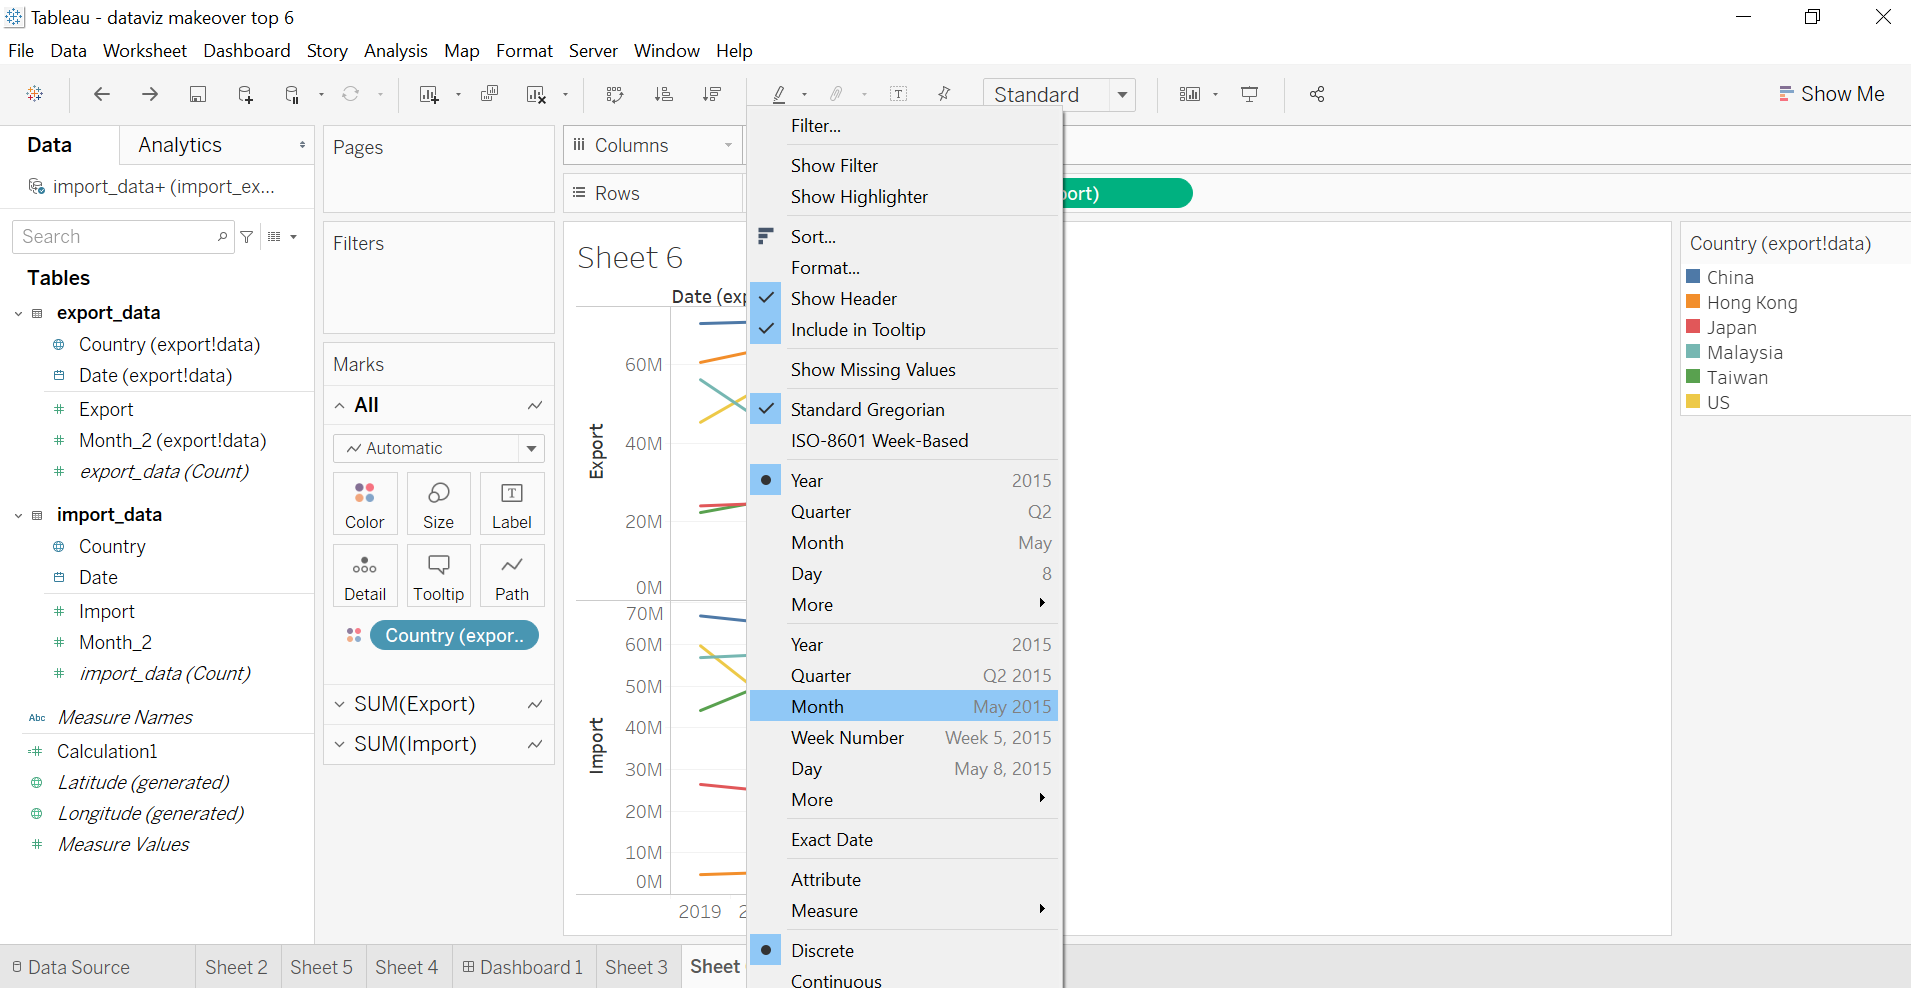 Tableau - dataviz makeover top 6
File Data Worksheet Dashboard Story Analysis Map Format Server Window Help
Standard
Show Me
Data
Analytics
import_data+ (import_ex...
Search
Tables
export_data
Country (export!data)
Date (export!data)
Export
Month_2 (export!data)
export_data (Count)
import_data
Country
Date
Import
Month_2
import_data (Count)
Abc Measure Names
Calculation1
Latitude (generated)
Longitude (generated)
Measure Values
Pages
Filters
Marks
All
Automatic
Color
Size
T
Label
Detail
Tooltip
Path
Country (expor..
SUM(Export)
SUM(Import)
Columns
Rows
port)
Sheet 6
Date (exp
Export
60M
40M
20M
0M
Import
70M
60M
50M
40M
30M
20M
10M
0M
2019
Filter...
Show Filter
Show Highlighter
Sort...
Format...
Show Header
Include in Tooltip
Show Missing Values
Standard Gregorian
ISO-8601 Week-Based
Year 2015
Quarter Q2
Month May
Day 8
More
Year 2015
Quarter Q2 2015
Month May 2015
Week Number Week 5, 2015
Day May 8, 2015
More
Exact Date
Attribute
Measure
Discrete
Continuous
Country (export!data)
China
Hong Kong
Japan
Malaysia
Taiwan
US
Data Source
Sheet 2
Sheet 5
Sheet 4
Dashboard 1
Sheet 3
Sheet